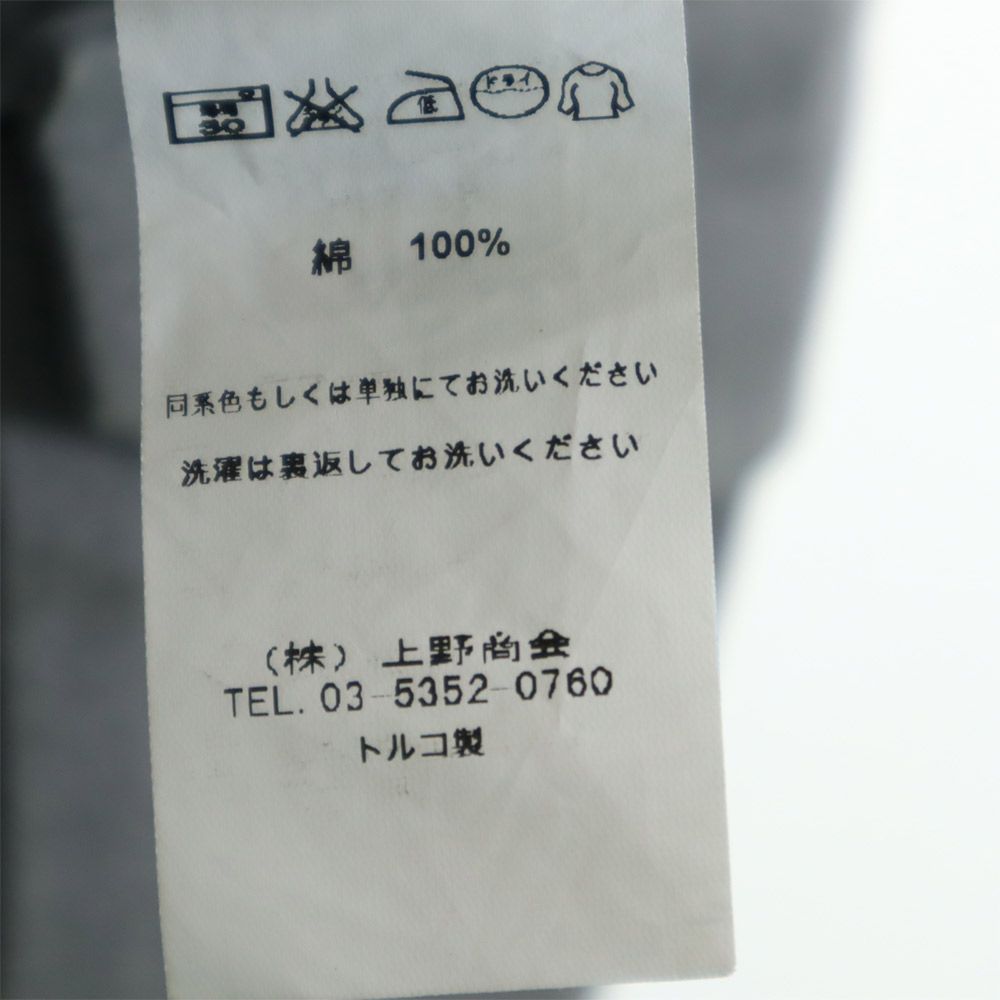 30 低 ドライ
綿 100%
同系色もしくは単独にてお洗いください
洗濯は裏返してお洗いください
(株) 上野商会
TEL. 03-5352-0760
トルコ製